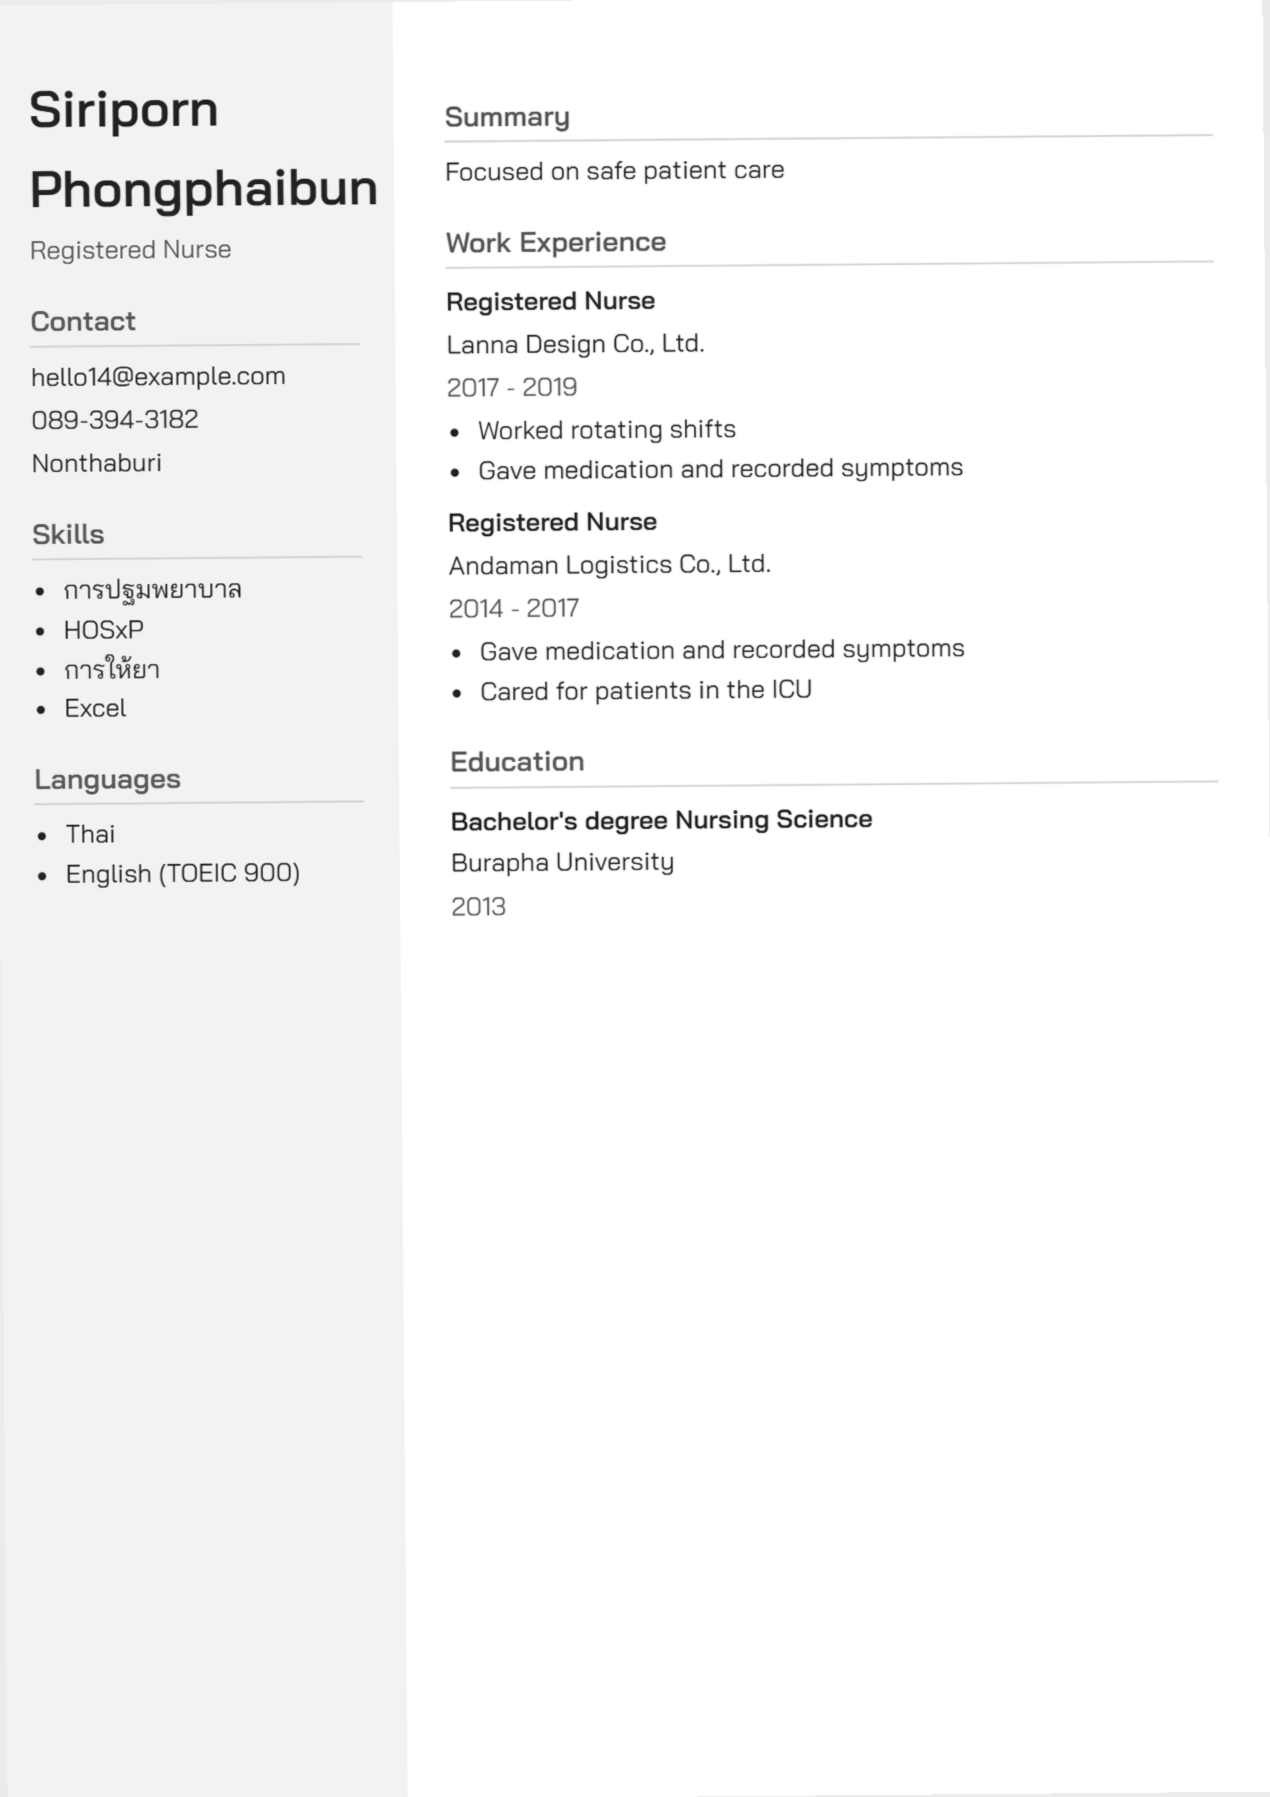 Siriporn
Phongphaibun
Registered Nurse
Contact
hello14@example.com
089-394-3182
Nonthaburi
Skills
• การปฐมพยาบาล
• HOSxP
• การให้ยา
• Excel
Languages
• Thai
• English (TOEIC 900)
Summary
Focused on safe patient care
Work Experience
Registered Nurse
Lanna Design Co., Ltd.
2017 - 2019
• Worked rotating shifts
• Gave medication and recorded symptoms
Registered Nurse
Andaman Logistics Co., Ltd.
2014 - 2017
• Gave medication and recorded symptoms
• Cared for patients in the ICU
Education
Bachelor's degree Nursing Science
Burapha University
2013